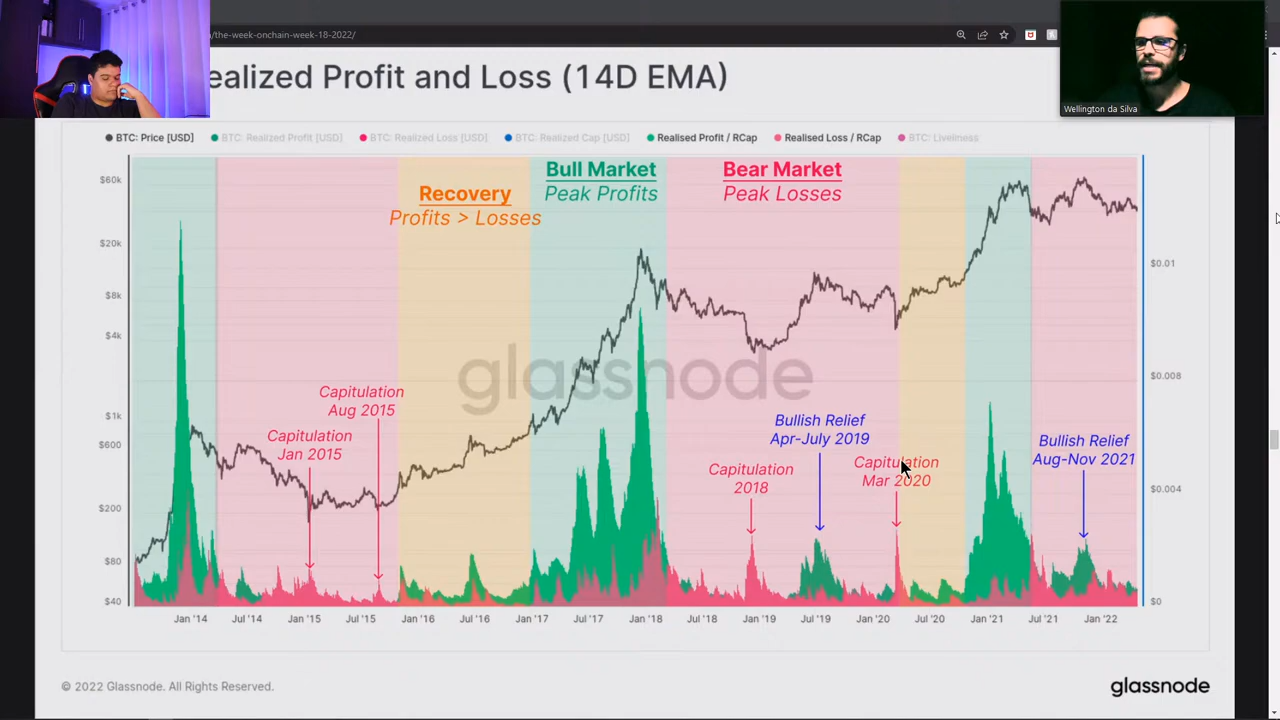 /the-week-onchain-week-18-2022/
Wellington da Silva
ealized Profit and Loss (14D EMA)
BTC: Price [USD]
BTC: Realized Profit [USD]
BTC: Realized Loss [USD]
BTC: Realized Cap [USD]
Realised Profit / RCap
Realised Loss / RCap
BTC: Liveliness
Bull Market
Peak Profits
Bear Market
Peak Losses
Recovery
Profits > Losses
$60k
$20k
$8k
$4k
$1k
$600
$200
$80
$40
$0.01
$0.008
$0.004
$0
glassnode
Capitulation
Aug 2015
Capitulation
Jan 2015
Bullish Relief
Apr-July 2019
Capitulation
2018
Capitulation
Mar 2020
Bullish Relief
Aug-Nov 2021
Jan '14
Jul '14
Jan '15
Jul '15
Jan '16
Jul '16
Jan '17
Jul '17
Jan '18
Jul '18
Jan '19
Jul '19
Jan '20
Jul '20
Jan '21
Jul '21
Jan '22
© 2022 Glassnode. All Rights Reserved.
glassnode